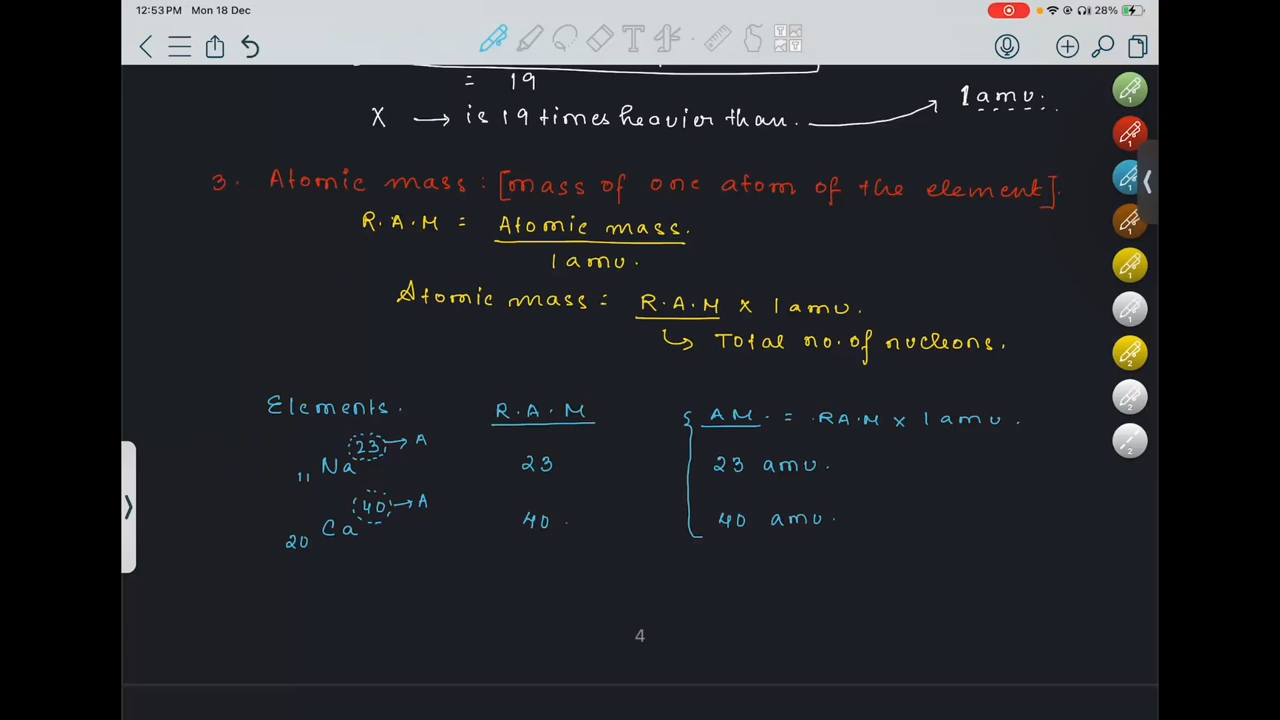 12:53PM Mon 18 Dec
28%
= 19
X → is 19 times heavier than. → 1 amu.
3. Atomic mass: [mass of one atom of the element].
R.A.M = Atomic mass.
1 amu.
Atomic mass = R.A.M × 1 amu.
↳ Total no. of nucleons.
Elements. R.A.M AM. = RAM × 1 amu.
11 Na 23 → A 23 23 amu.
20 Ca 40 → A 40 40 amu.
4